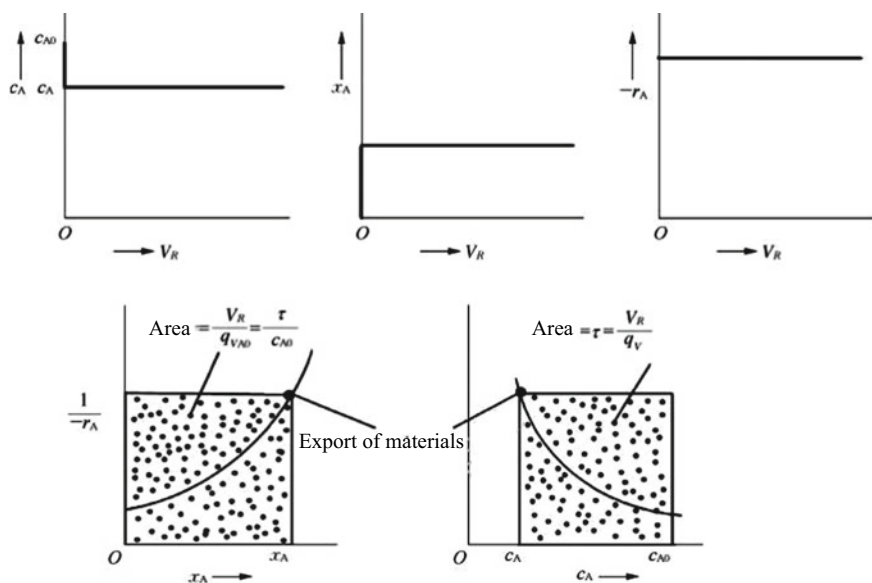 c_A0
c_A
c_A
O
V_R
x_A
O
V_R
−r_A
O
V_R
Area = V_R / q_VA0 = τ / c_A0
1 / −r_A
O
x_A
x_A
Export of materials
Area = τ = V_R / q_V
O
c_A
c_A0
c_A